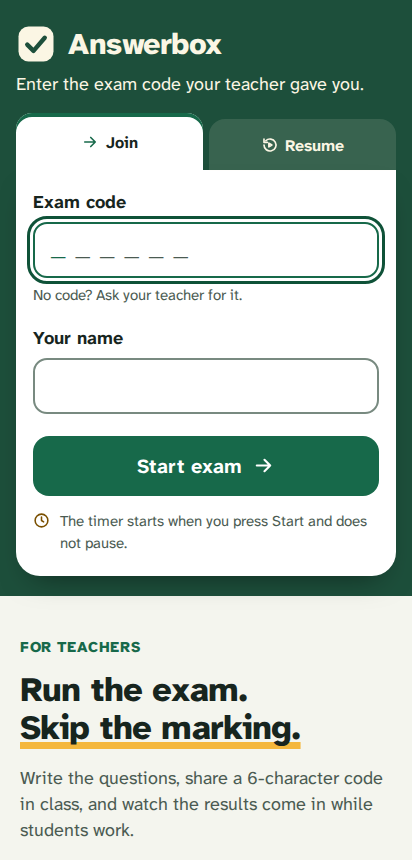 Answerbox
Enter the exam code your teacher gave you.
Join
Resume
Exam code
_ _ _ _ _ _
No code? Ask your teacher for it.
Your name
Start exam
The timer starts when you press Start and does
not pause.
FOR TEACHERS
Run the exam.
Skip the marking.
Write the questions, share a 6-character code
in class, and watch the results come in while
students work.